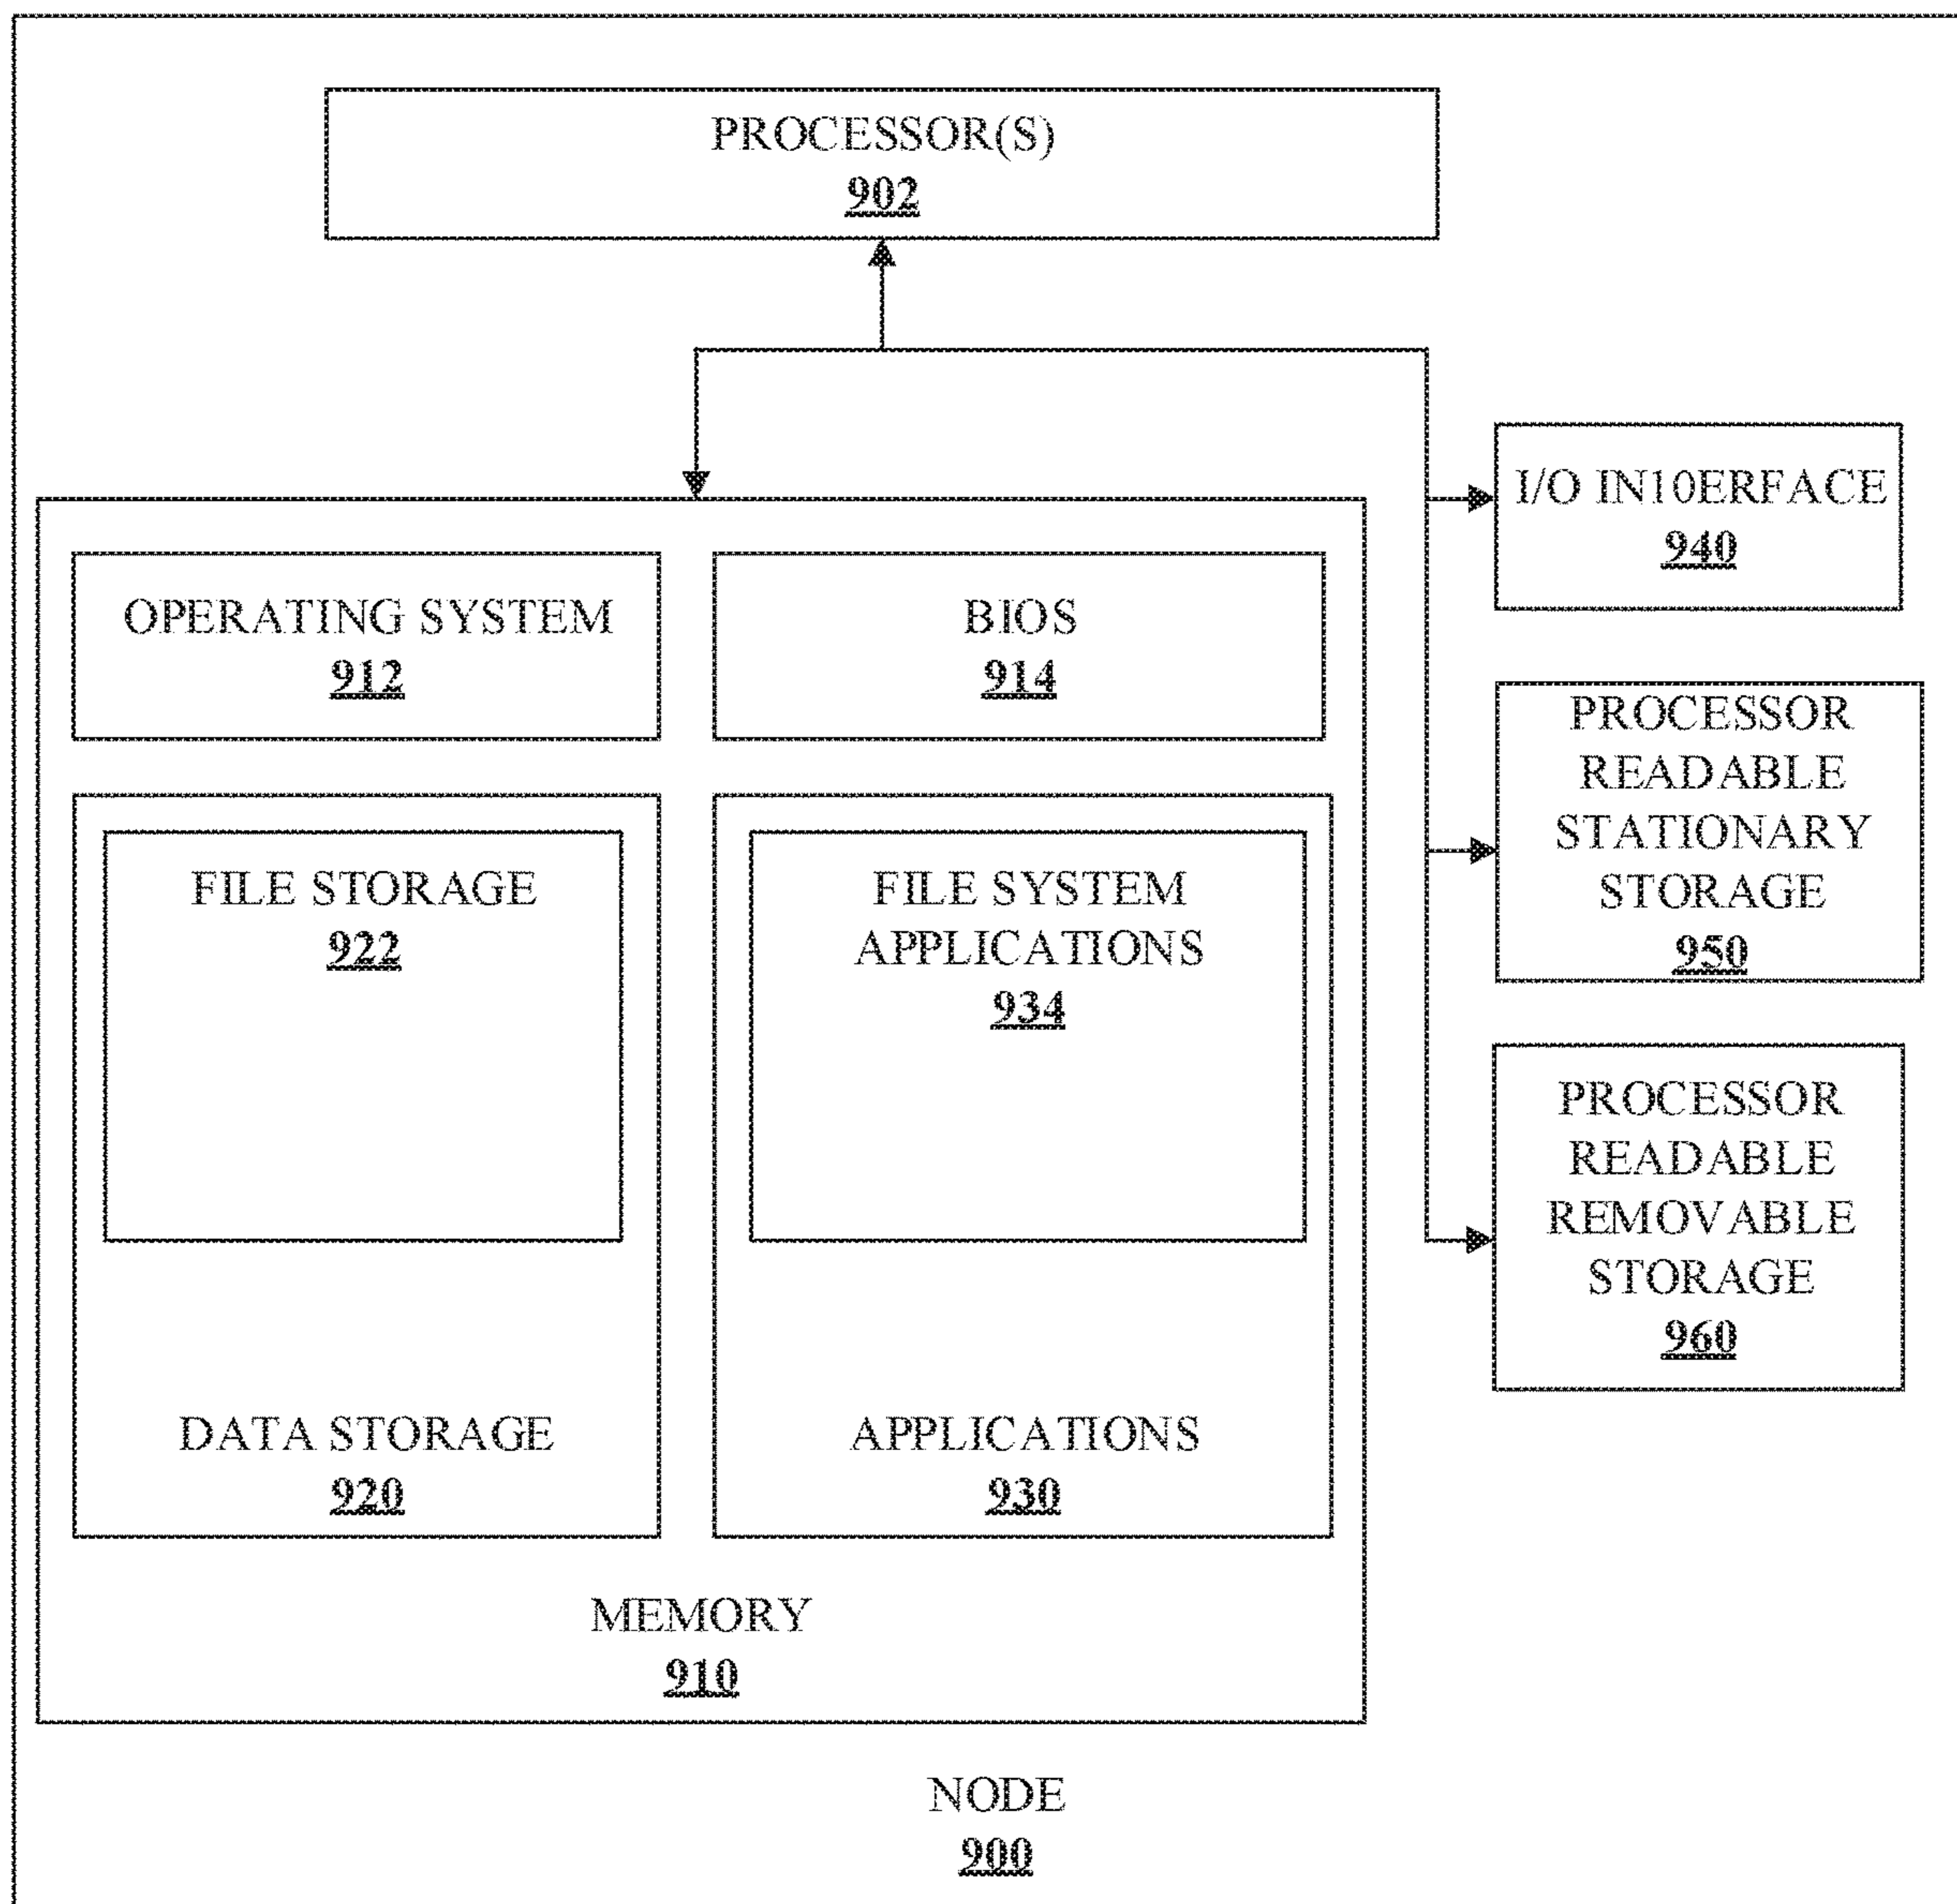 PROCESSOR(S)
902
I/O IN10ERFACE
940
OPERATING SYSTEM
912
BIOS
914
PROCESSOR
READABLE
STATIONARY
STORAGE
950
FILE STORAGE
922
FILE SYSTEM
APPLICATIONS
934
PROCESSOR
READABLE
REMOVABLE
STORAGE
960
DATA STORAGE
920
APPLICATIONS
930
MEMORY
910
NODE
900